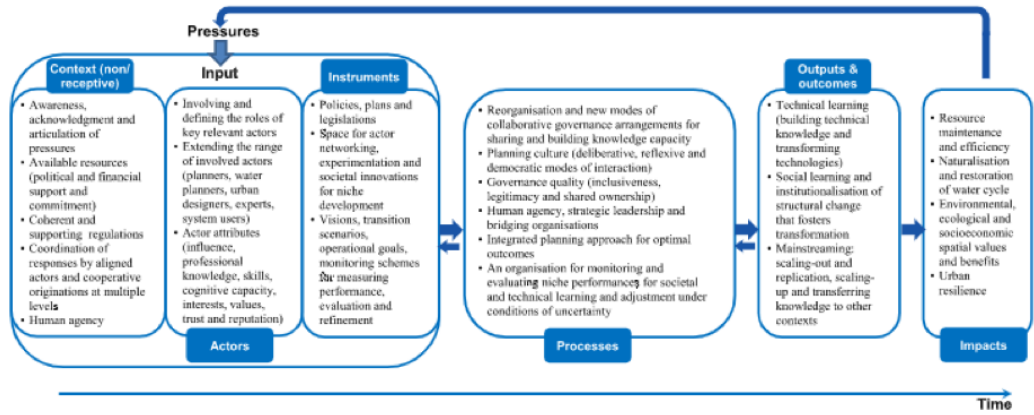 Pressures
Input
Context (non/
receptive)
• Awareness,
acknowledgment and
articulation of
pressures
• Available resources
(political and financial
support and
commitment)
• Coherent and
supporting regulations
• Coordination of
responses by aligned
actors and cooperative
originations at multiple
levels
• Human agency
• Involving and
defining the roles of
key relevant actors
• Extending the range
of involved actors
(planners, water
planners, urban
designers, experts,
system users)
• Actor attributes
(influence,
professional
knowledge, skills,
cognitive capacity,
interests, values,
trust and reputation)
Actors
Instruments
• Policies, plans and
legislations
• Space for actor
networking,
experimentation and
societal innovations
for niche
development
• Visions, transition
scenarios,
operational goals,
monitoring schemes
for measuring
performance,
evaluation and
refinement
• Reorganisation and new modes of
collaborative governance arrangements for
sharing and building knowledge capacity
• Planning culture (deliberative, reflexive and
democratic modes of interaction)
• Governance quality (inclusiveness,
legitimacy and shared ownership)
• Human agency, strategic leadership and
bridging organisations
• Integrated planning approach for optimal
outcomes
• An organisation for monitoring and
evaluating niche performances for societal
and technical learning and adjustment under
conditions of uncertainty
Processes
Outputs &
outcomes
• Technical learning
(building technical
knowledge and
transforming
technologies)
• Social learning and
institutionalisation of
structural change
that fosters
transformation
• Mainstreaming:
scaling-out and
replication, scaling-
up and transferring
knowledge to other
contexts
• Resource
maintenance
and efficiency
• Naturalisation
and restoration
of water cycle
• Environmental,
ecological and
socioeconomic
spatial values
and benefits
• Urban
resilience
Impacts
Time